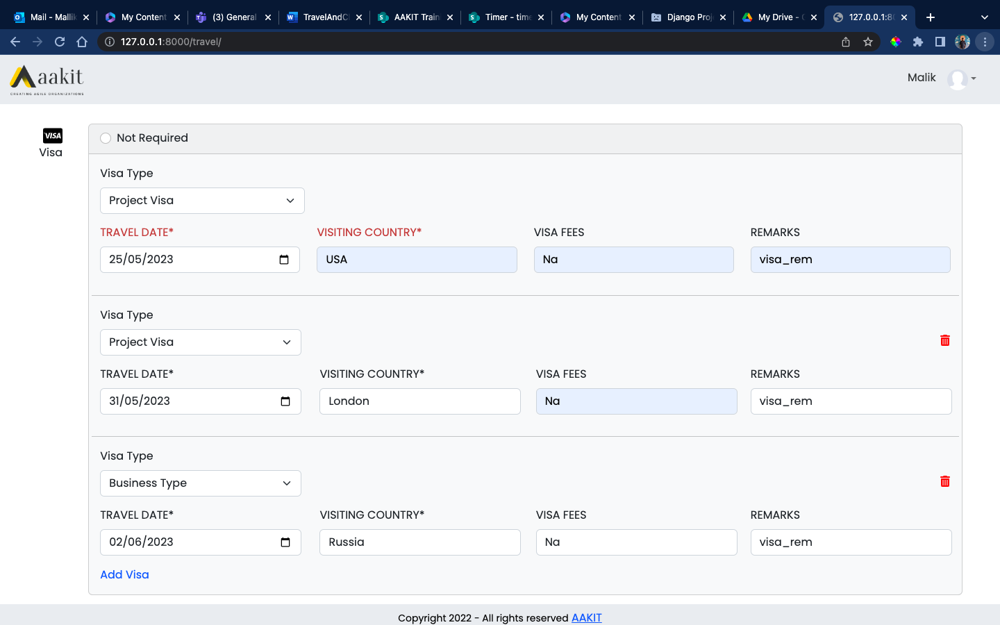 Mail - Mallik
My Content
(3) General
TravelAndCl
AAKIT Train
Timer - time
My Content
Django Proj
My Drive - G
127.0.0.1:80
127.0.0.1:8000/travel/
aakit
CREATING AGILE ORGANIZATIONS
Malik
VISA
Visa
Not Required
Visa Type
Project Visa
TRAVEL DATE* VISITING COUNTRY* VISA FEES REMARKS
25/05/2023 USA Na visa_rem
Visa Type
Project Visa
TRAVEL DATE* VISITING COUNTRY* VISA FEES REMARKS
31/05/2023 London Na visa_rem
Visa Type
Business Type
TRAVEL DATE* VISITING COUNTRY* VISA FEES REMARKS
02/06/2023 Russia Na visa_rem
Add Visa
Copyright 2022 - All rights reserved AAKIT